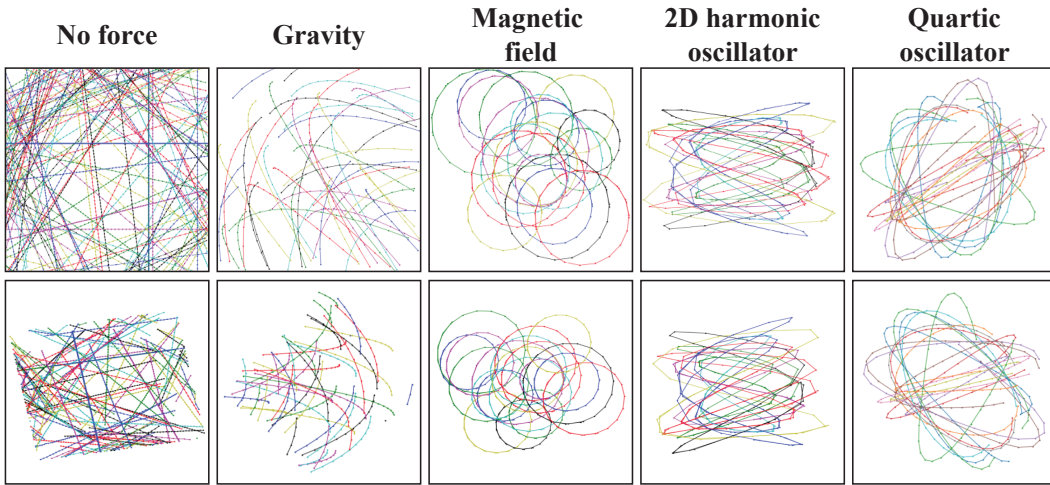 No force
Gravity
Magnetic
field
2D harmonic
oscillator
Quartic
oscillator